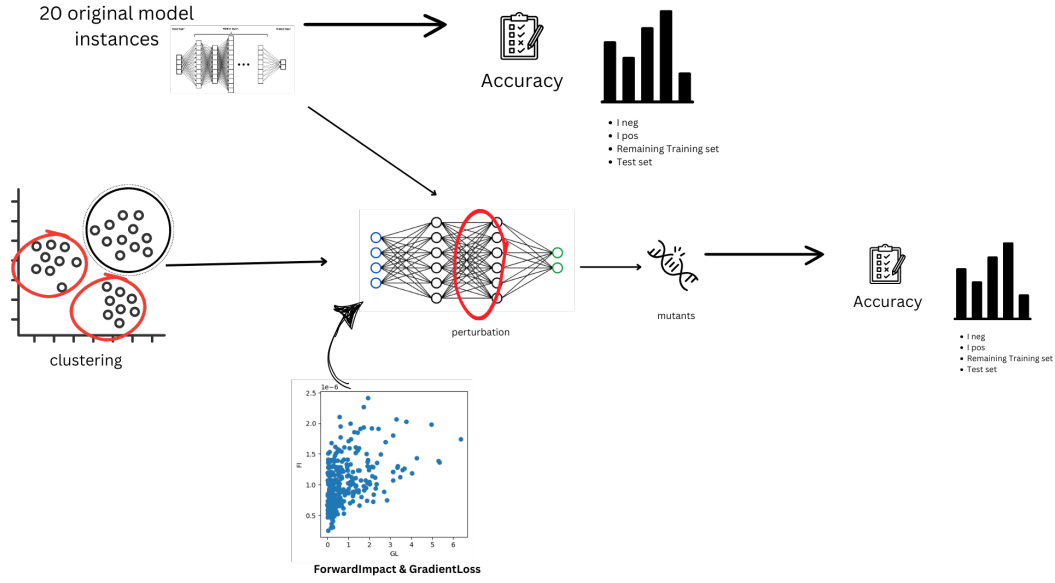 20 original model
instances
Accuracy
• I neg
• I pos
• Remaining Training set
• Test set
clustering
perturbation
mutants
Accuracy
• I neg
• I pos
• Remaining Training set
• Test set
1e−6
2.5
2.0
1.5
1.0
0.5
FI
0 1 2 3 4 5 6
GL
ForwardImpact & GradientLoss